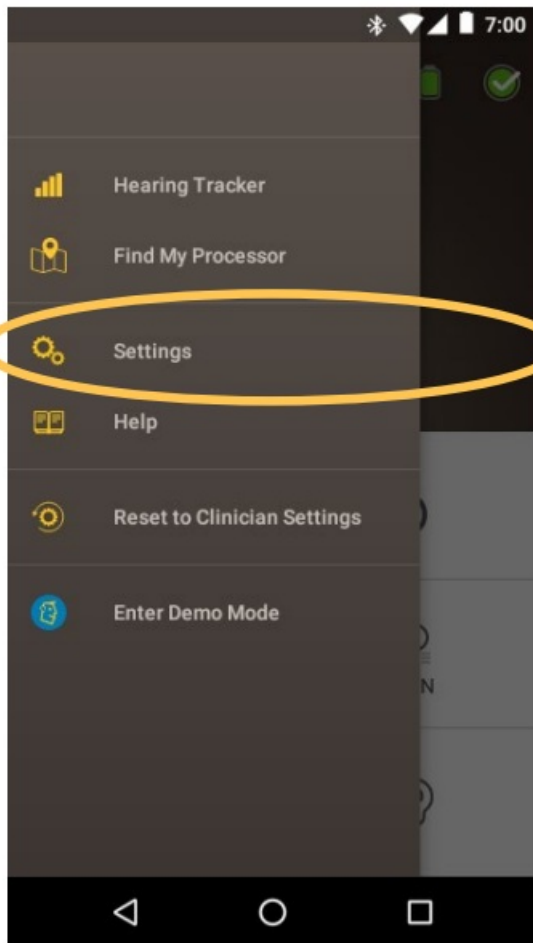 7:00
Hearing Tracker
Find My Processor
Settings
Help
Reset to Clinician Settings
Enter Demo Mode
N